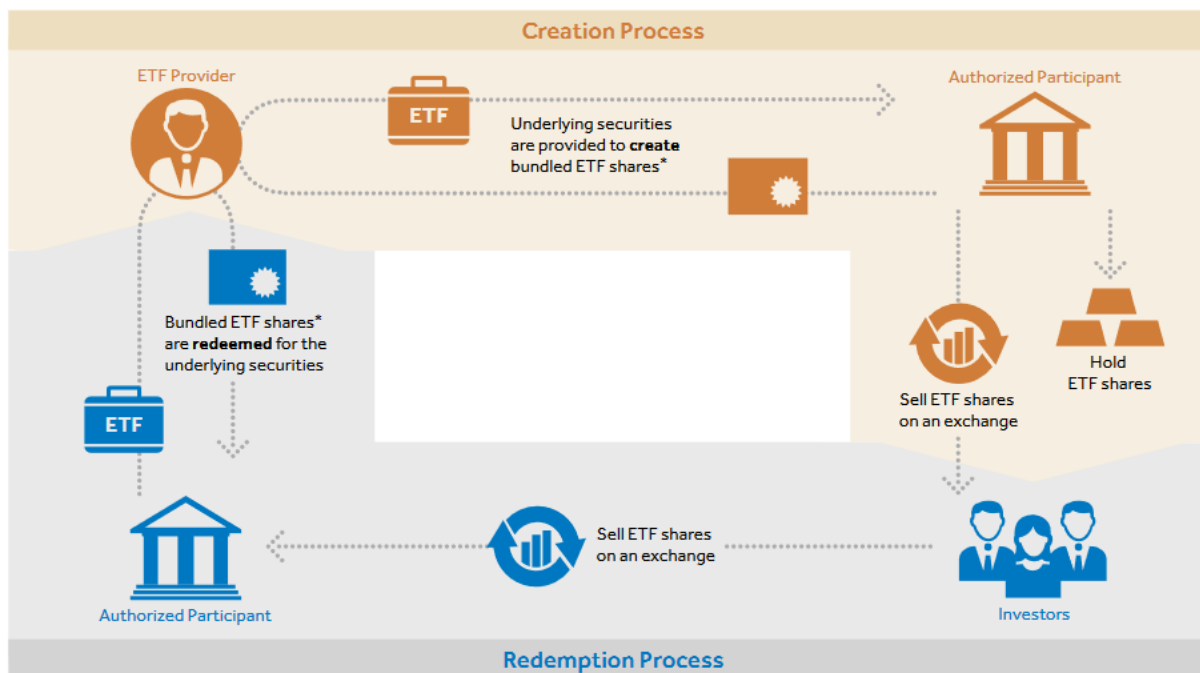 Creation Process
ETF Provider
Authorized Participant
ETF
Underlying securities
are provided to create
bundled ETF shares*
Bundled ETF shares*
are redeemed for the
underlying securities
Hold
ETF shares
Sell ETF shares
on an exchange
ETF
Sell ETF shares
on an exchange
Authorized Participant
Investors
Redemption Process